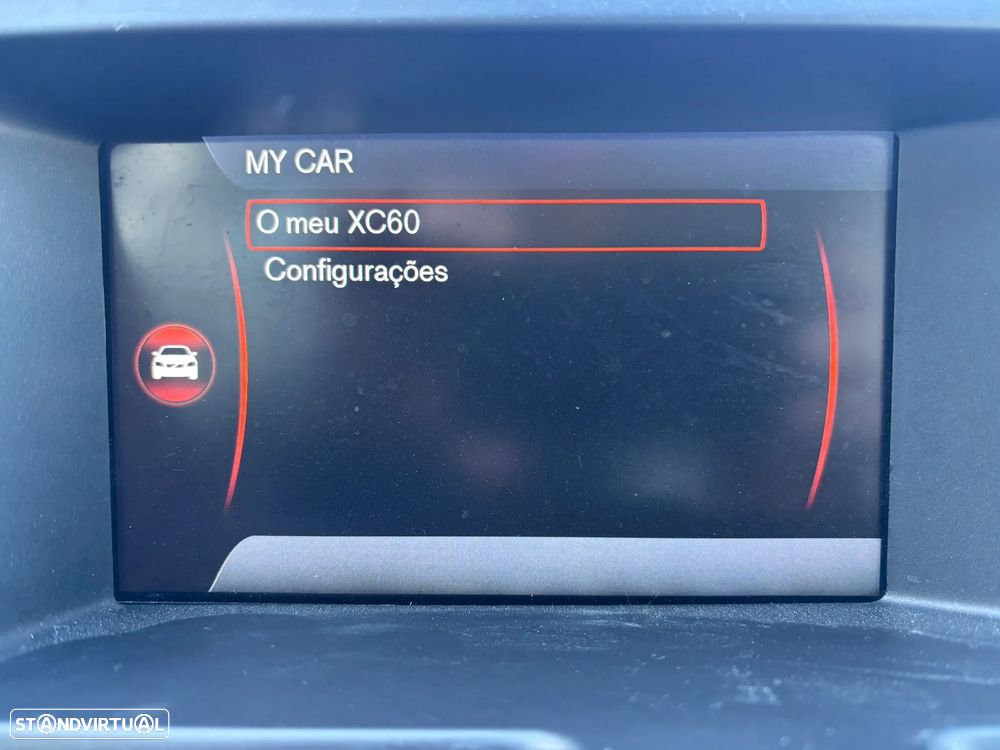 MY CAR
O meu XC60
Configurações
STANDVIRTUAL